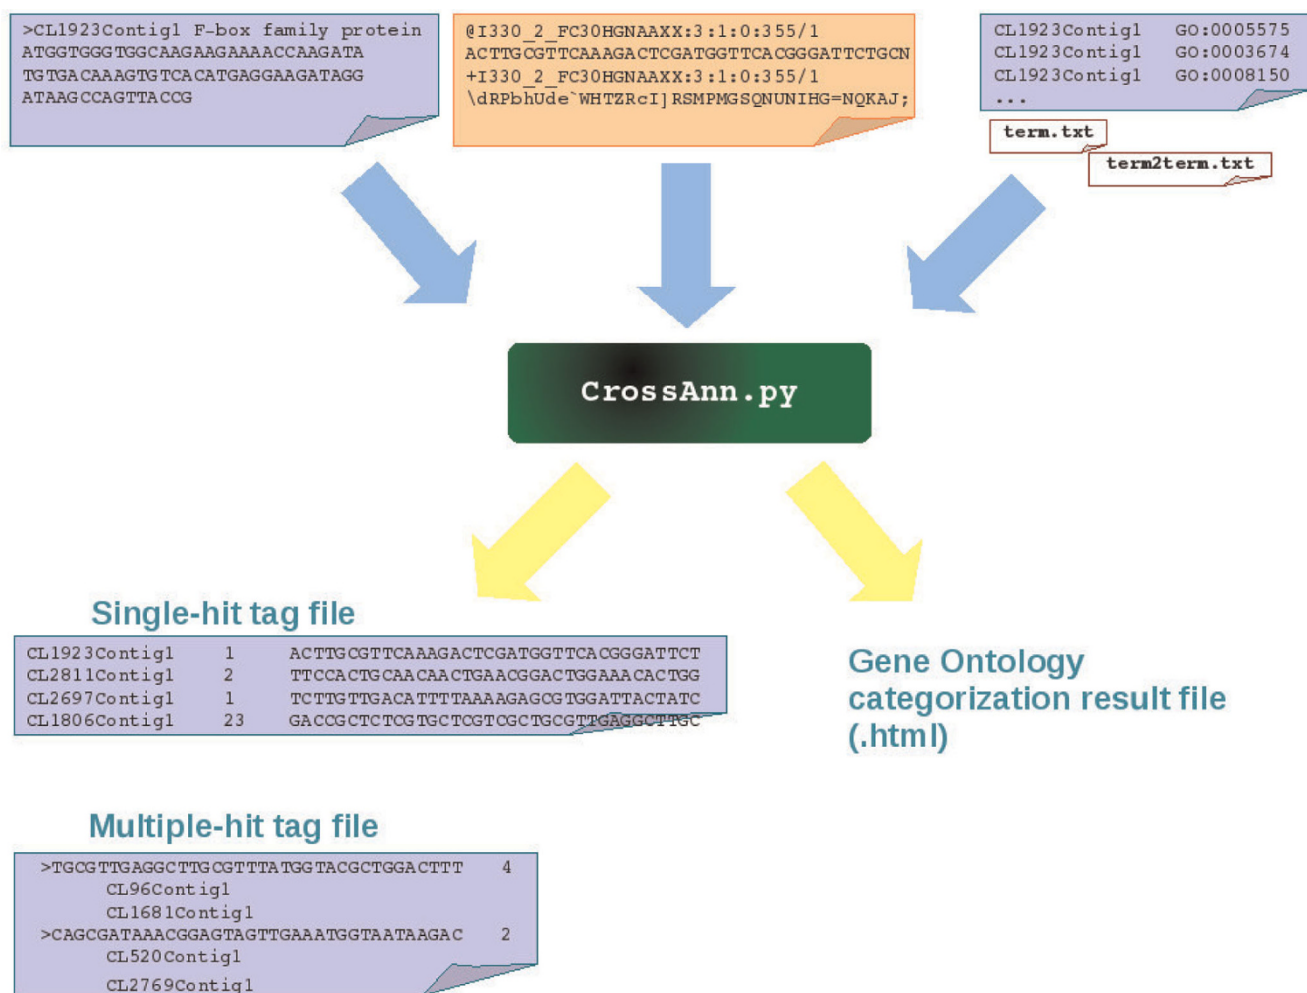 >CL1923Contig1 F-box family protein
ATGGTGGGTGGCAAGAAGAAAACCAAGATA
TGTGACAAAGTGTCACATGAGGAAGATAGG
ATAAGCCAGTTACCG
@I330_2_FC30HGNAAXX:3:1:0:355/1
ACTTGCGTTCAAAGACTCGATGGTTCACGGGATTCTGCN
+I330_2_FC30HGNAAXX:3:1:0:355/1
\dRPbhUde`WHTZRcI]RSMPMGSQNUNIHG=NQKAJ;
CL1923Contig1 GO:0005575
CL1923Contig1 GO:0003674
CL1923Contig1 GO:0008150
...
term.txt
term2term.txt
CrossAnn.py
Single-hit tag file
CL1923Contig1 1 ACTTGCGTTCAAAGACTCGATGGTTCACGGGATTCT
CL2811Contig1 2 TTCCACTGCAACAACTGAACGGACTGGAAACACTGG
CL2697Contig1 1 TCTTGTTGACATTTTAAAAGAGCGTGGATTACTATC
CL1806Contig1 23 GACCGCTCTCGTGCTCGTCGCTGCGTTGAGGCTTGC
Gene Ontology
categorization result file
(.html)
Multiple-hit tag file
>TGCGTTGAGGCTTGCGTTTATGGTACGCTGGACTTT 4
CL96Contig1
CL1681Contig1
>CAGCGATAAACGGAGTAGTTGAAATGGTAATAAGAC 2
CL520Contig1
CL2769Contig1